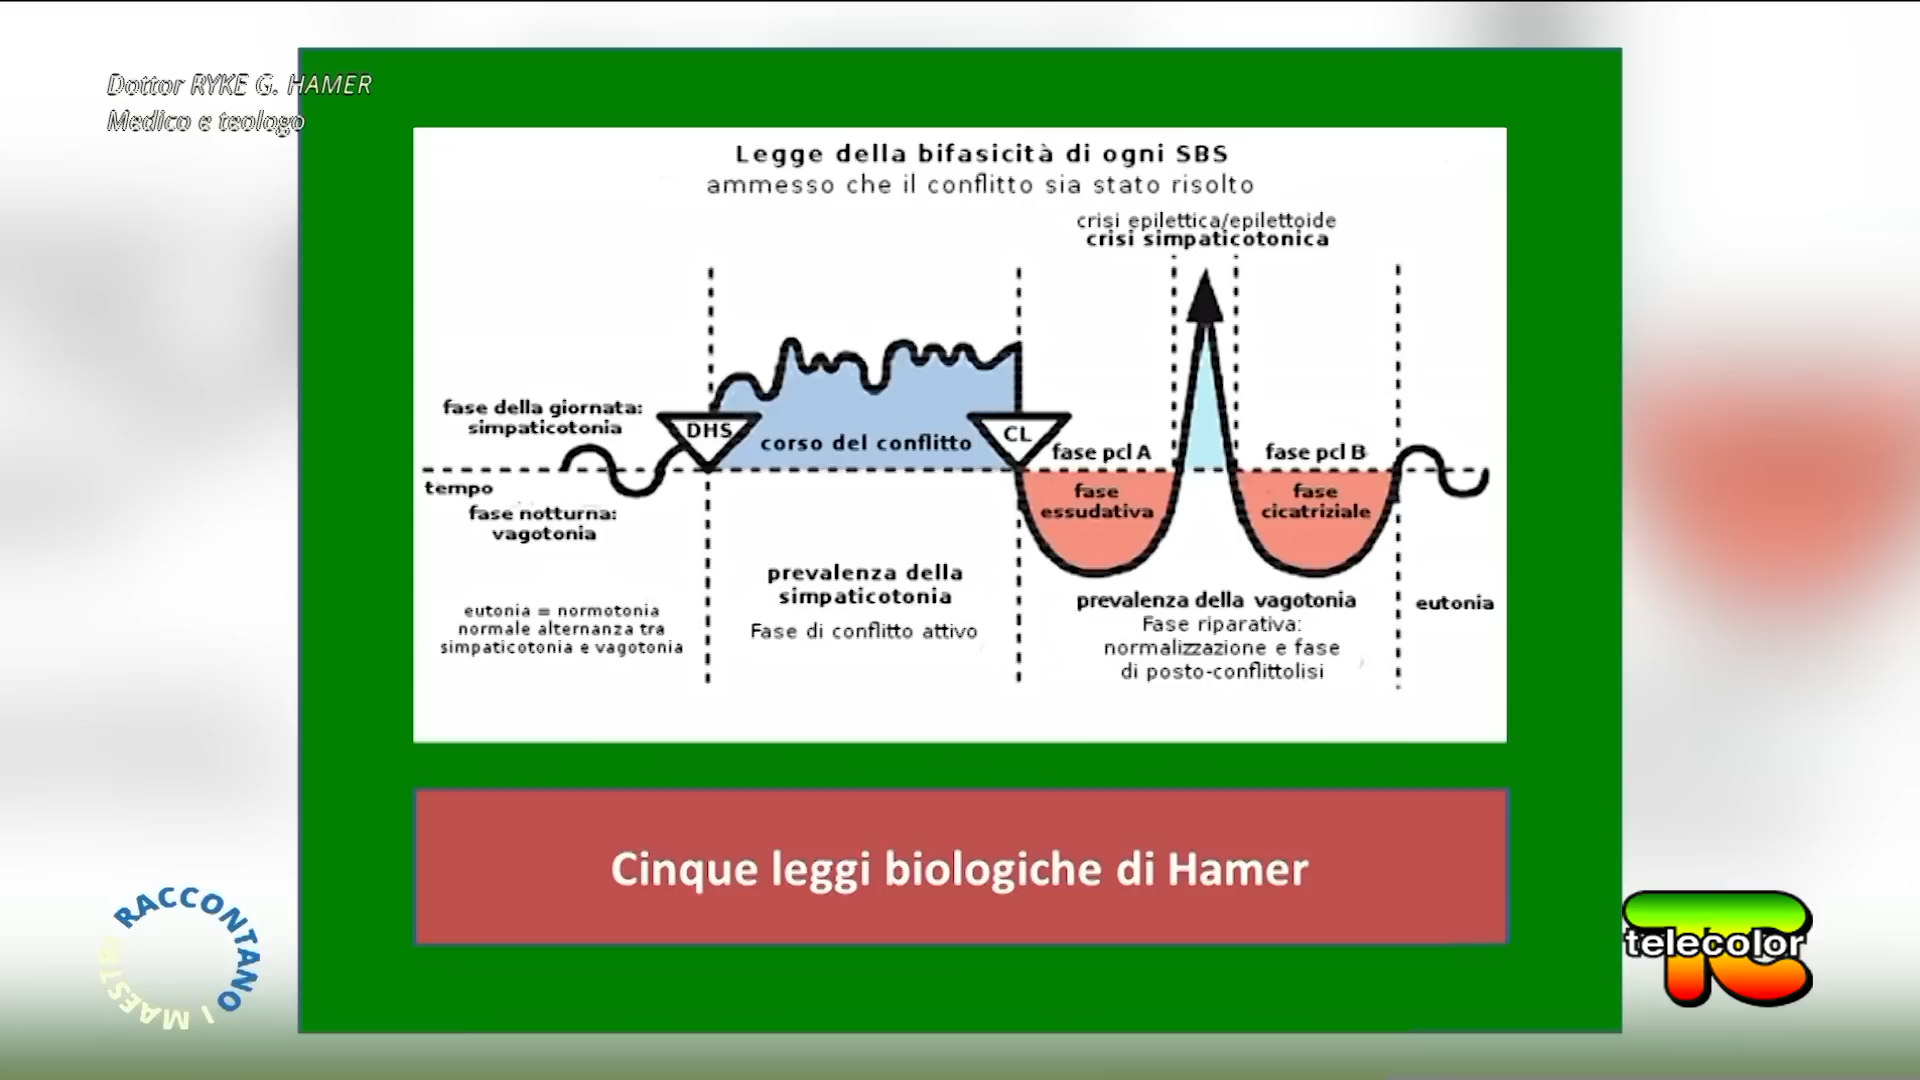 Dottor RYKE G. HAMER
Medico e teologo
Legge della bifasicità di ogni SBS
ammesso che il conflitto sia stato risolto
crisi epilettica/epilettoide
crisi simpaticotonica
fase della giornata:
simpaticotonia
DHS
corso del conflitto
CL
fase pcl A
fase pcl B
tempo
fase notturna:
vagotonia
fase
essudativa
fase
cicatriziale
prevalenza della
simpaticotonia
Fase di conflitto attivo
eutonia = normotonia
normale alternanza tra
simpaticotonia e vagotonia
prevalenza della vagotonia
Fase riparativa:
normalizzazione e fase
di posto-conflittolisi
eutonia
Cinque leggi biologiche di Hamer
RACCONTANO I MAESTRI
telecolor
TC